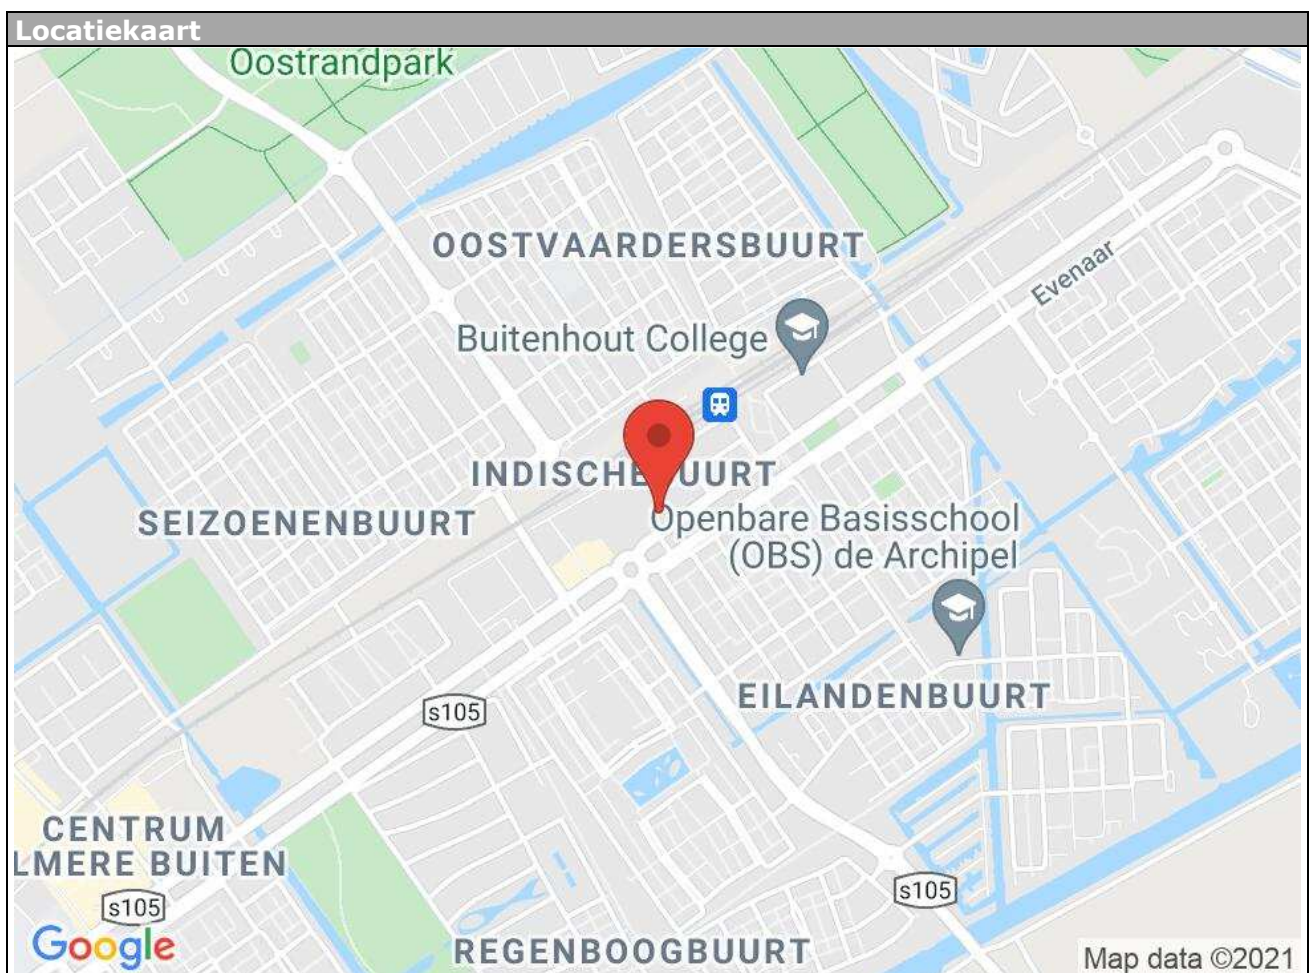 Locatiekaart
Oostrandpark
OOSTVAARDERSBUURT
Evenaar
Buitenhout College
INDISCHE UURT
SEIZOENENBUURT
Openbare Basisschool
(OBS) de Archipel
EILANDENBUURT
s105
CENTRUM
LMERE BUITEN
s105
s105
Google
REGENBOOGBUURT
Map data ©2021